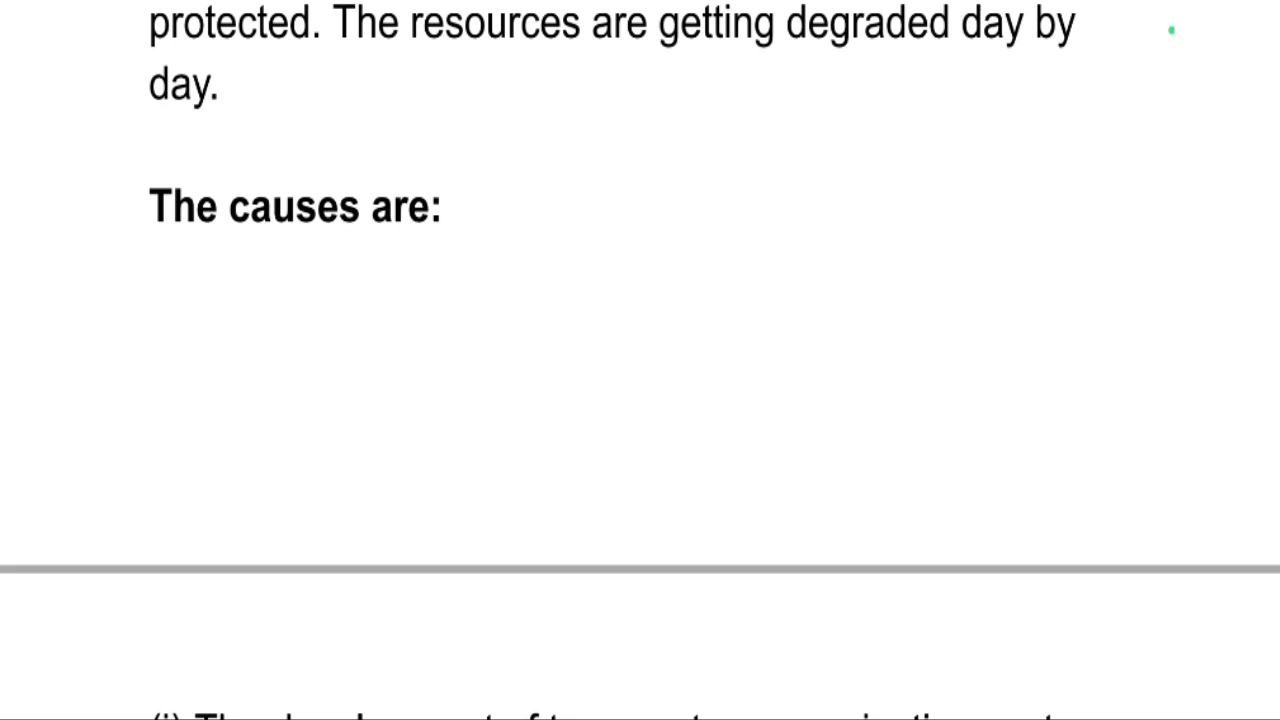 protected. The resources are getting degraded day by
day.
The causes are: